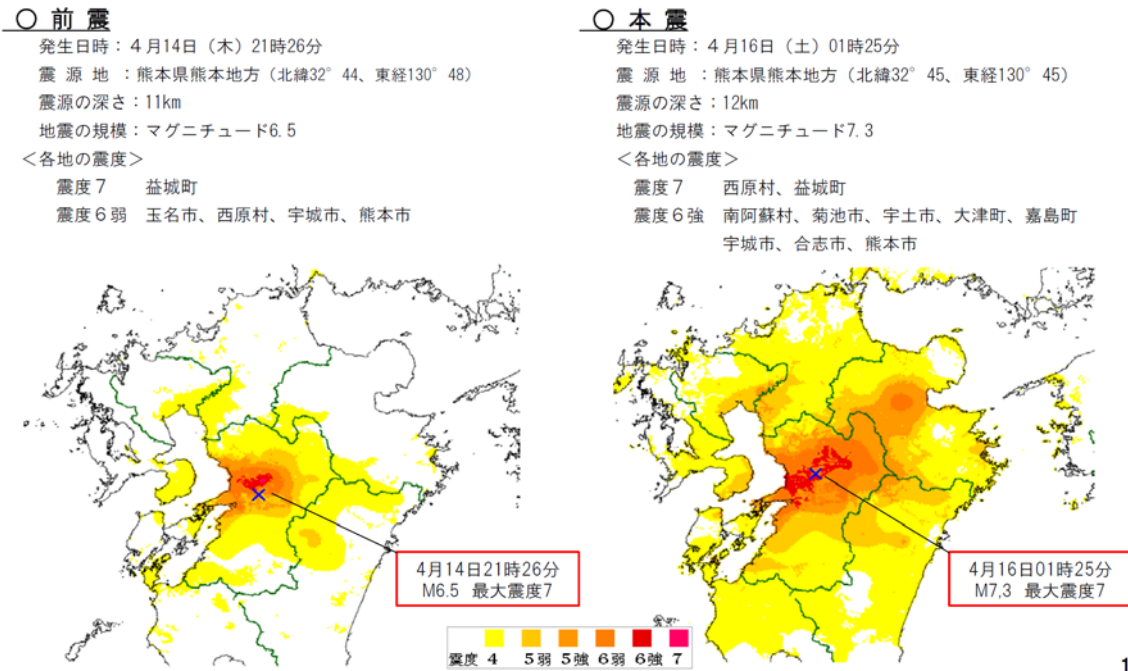 ○ 前 震
発生日時：４月14日（木）21時26分
震 源 地 ：熊本県熊本地方（北緯32°44、東経130°48）
震源の深さ：11km
地震の規模：マグニチュード6.5
＜各地の震度＞
震度７ 益城町
震度６弱 玉名市、西原村、宇城市、熊本市
4月14日21時26分
M6.5 最大震度7
○ 本 震
発生日時：４月16日（土）01時25分
震 源 地 ：熊本県熊本地方（北緯32°45、東経130°45）
震源の深さ：12km
地震の規模：マグニチュード7.3
＜各地の震度＞
震度７ 西原村、益城町
震度６強 南阿蘇村、菊池市、宇土市、大津町、嘉島町
宇城市、合志市、熊本市
4月16日01時25分
M7,3 最大震度7
震度 4 5弱 5強 6弱 6強 7
1